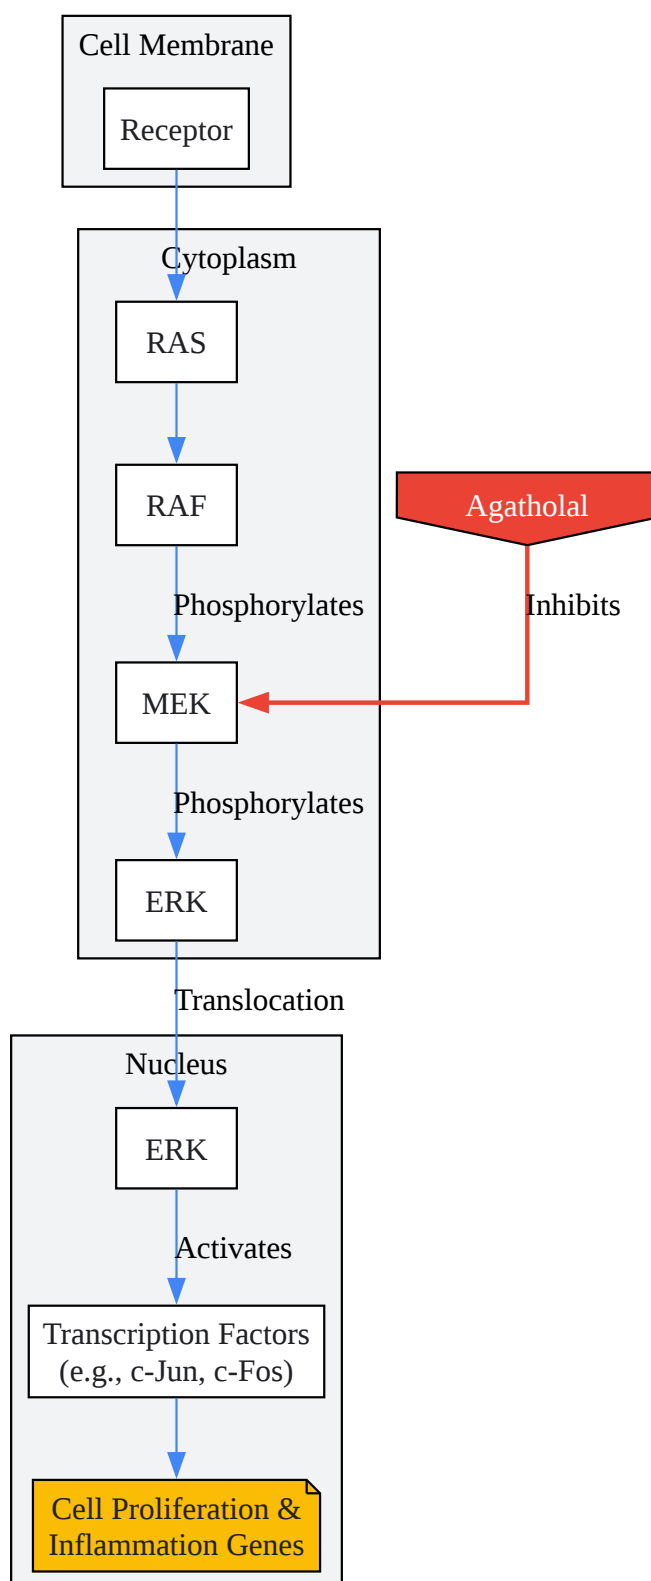 Cell Membrane
Receptor
Cytoplasm
RAS
RAF
Agatholal
Phosphorylates
Inhibits
MEK
Phosphorylates
ERK
Translocation
Nucleus
ERK
Activates
Transcription Factors
(e.g., c-Jun, c-Fos)
Cell Proliferation &
Inflammation Genes